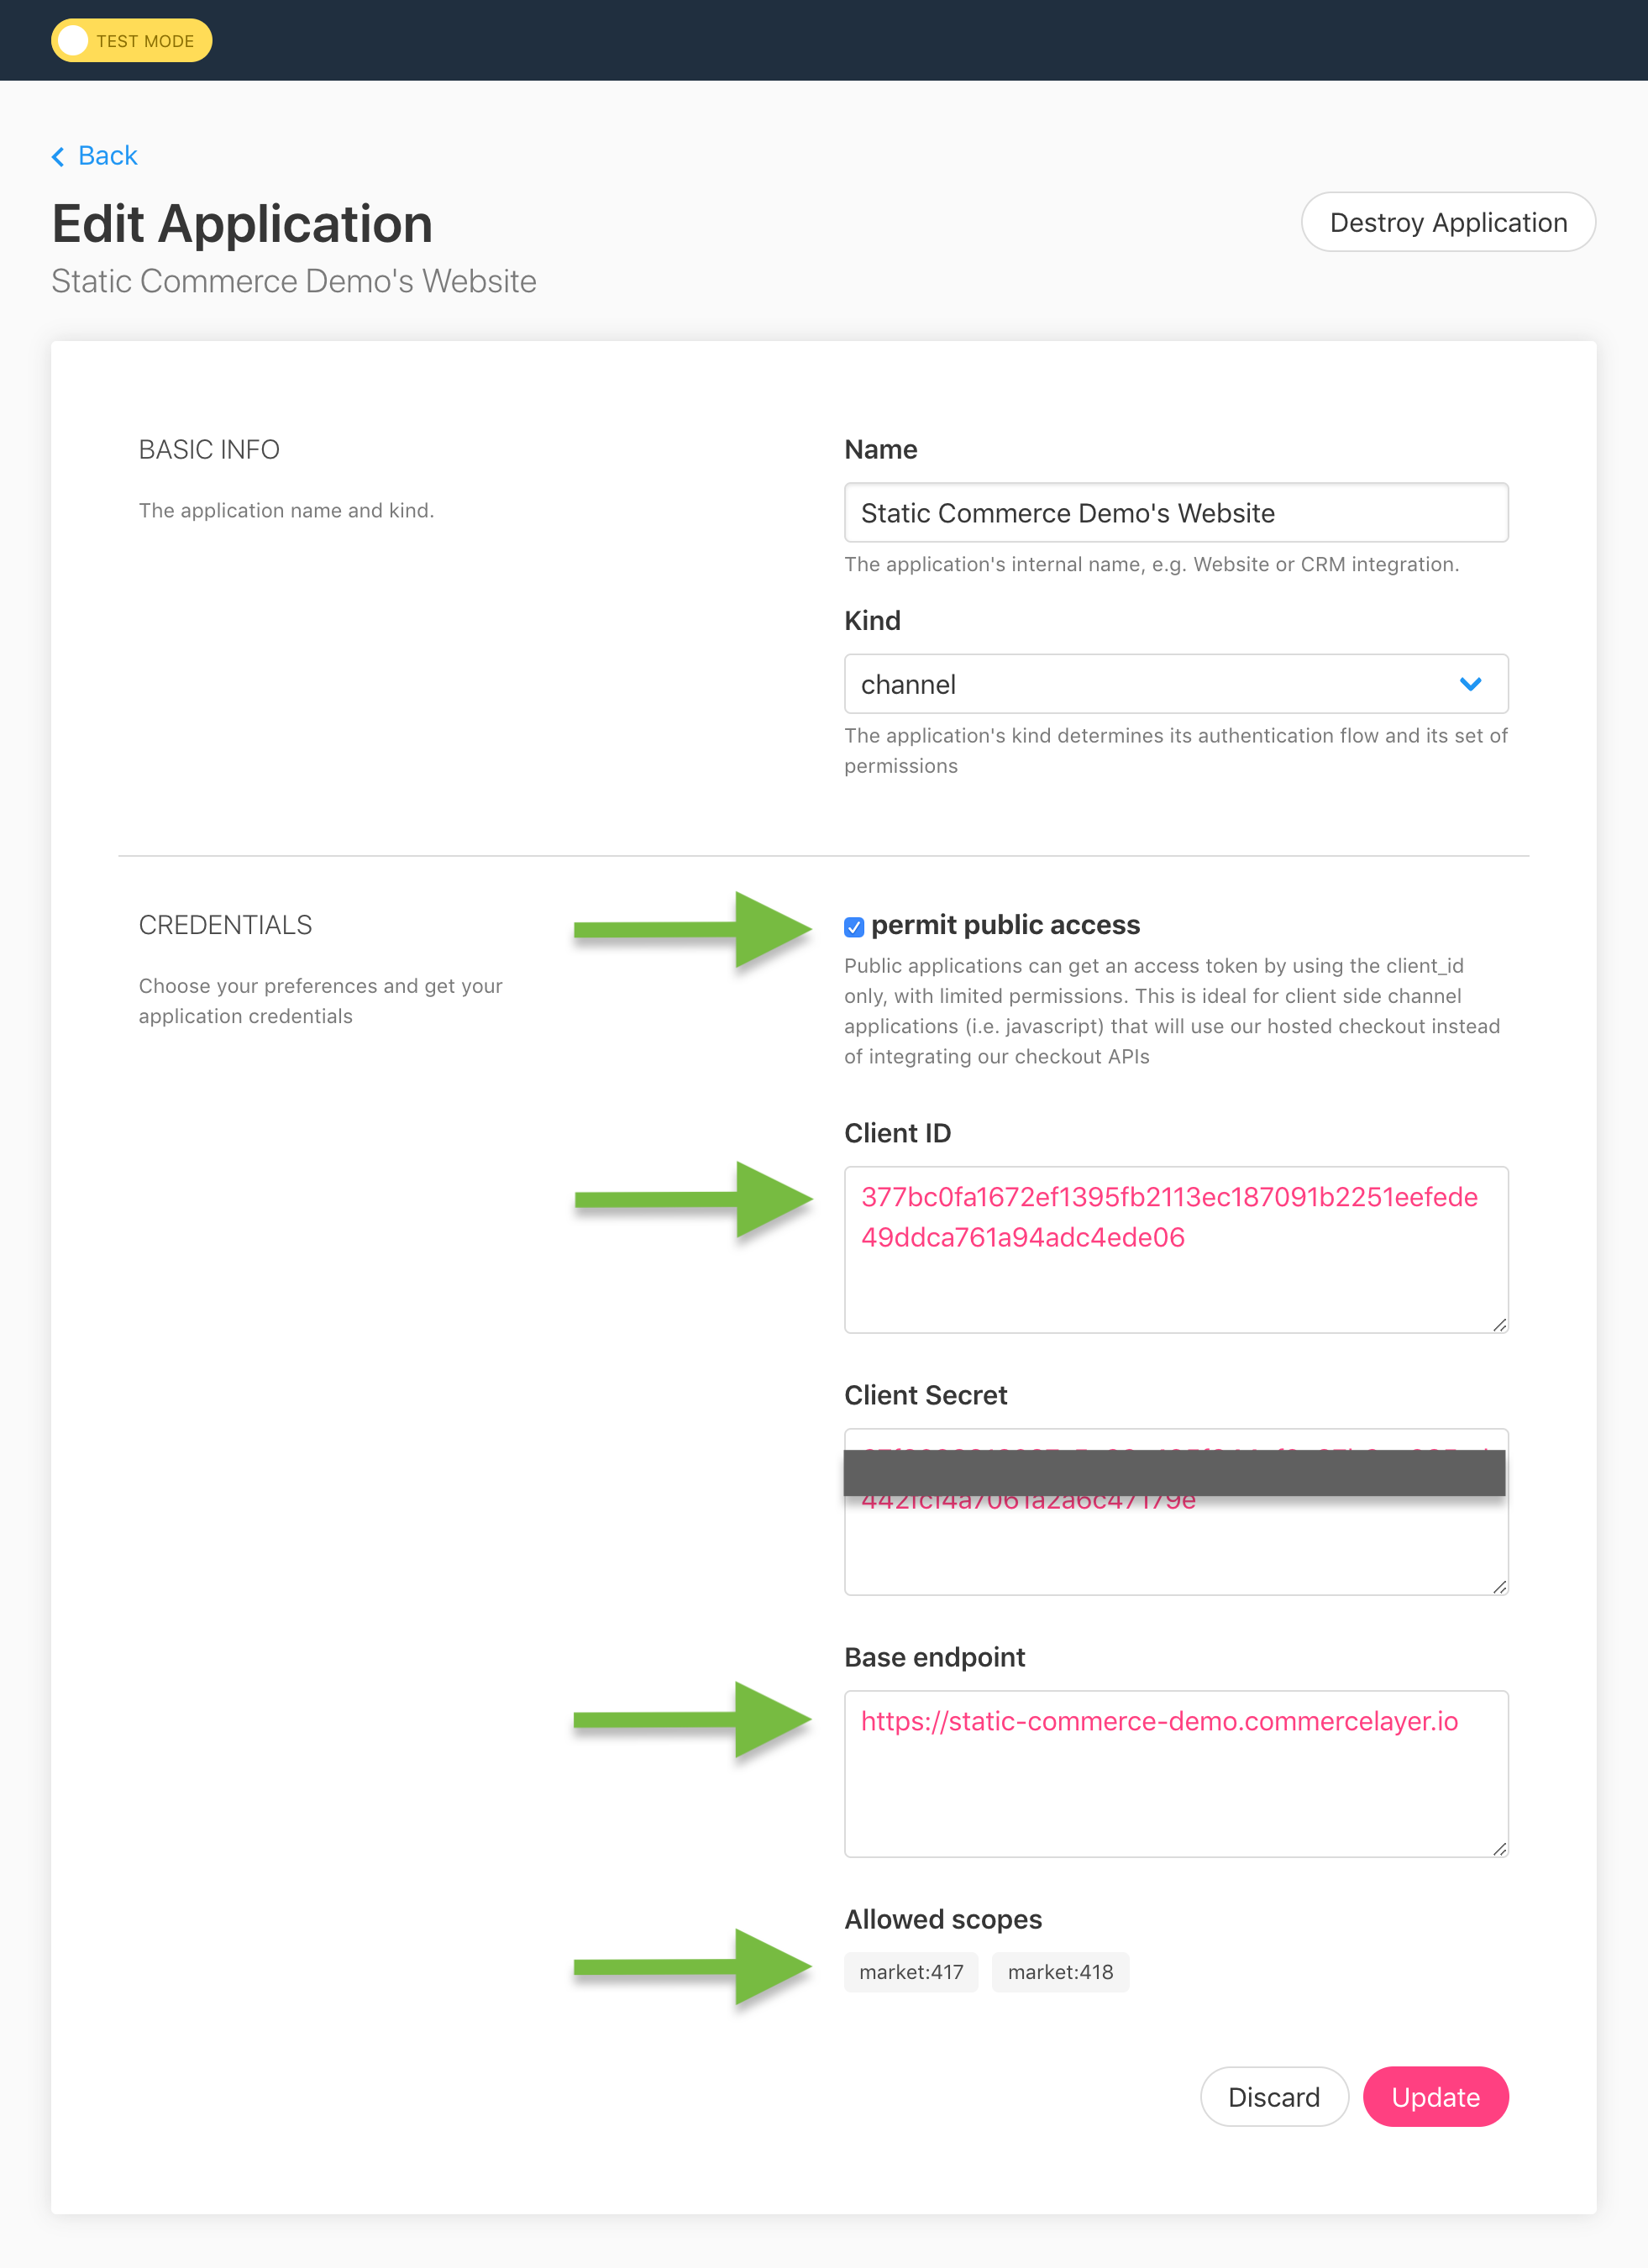 TEST MODE
Back
Edit Application
Destroy Application
Static Commerce Demo's Website
BASIC INFO
The application name and kind.
Name
Static Commerce Demo's Website
The application's internal name, e.g. Website or CRM integration.
Kind
channel
The application's kind determines its authentication flow and its set of
permissions
CREDENTIALS
Choose your preferences and get your
application credentials
permit public access
Public applications can get an access token by using the client_id
only, with limited permissions. This is ideal for client side channel
applications (i.e. javascript) that will use our hosted checkout instead
of integrating our checkout APIs
Client ID
377bc0fa1672ef1395fb2113ec187091b2251eefede
49ddca761a94adc4ede06
Client Secret
Base endpoint
https://static-commerce-demo.commercelayer.io
Allowed scopes
market:417
market:418
Discard
Update